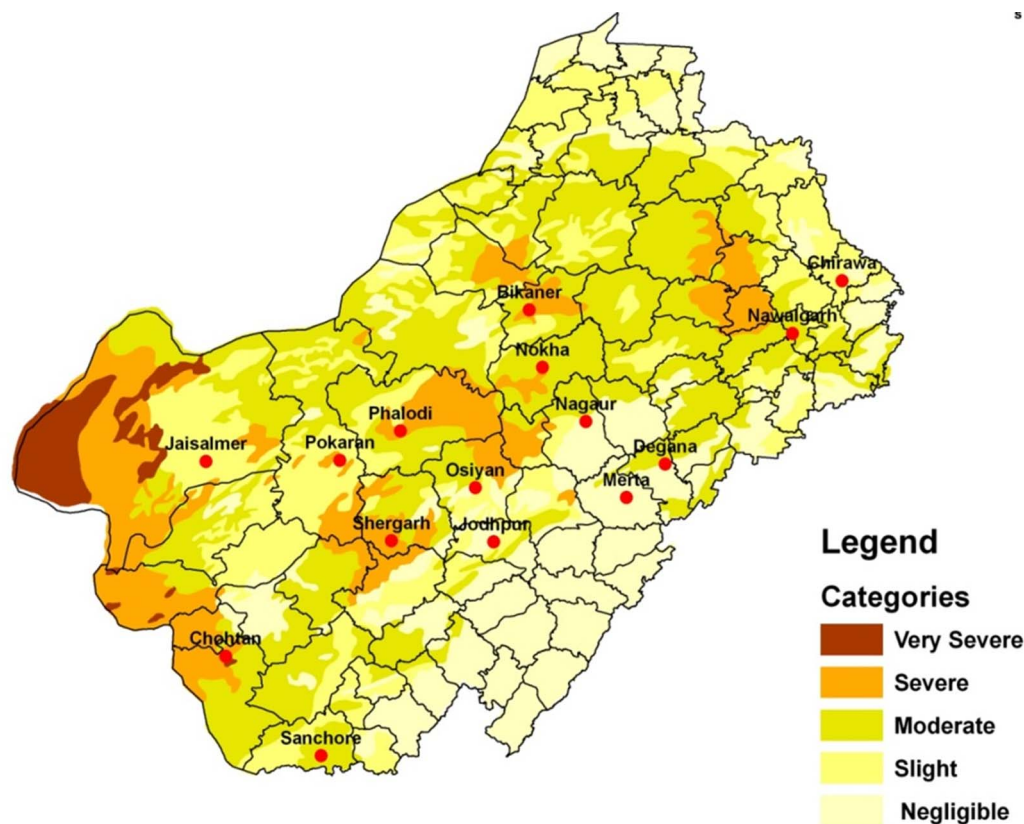 s
Chirawa
Bikaner
Nawalgarh
Nokha
Phalodi
Nagaur
Jaisalmer
Pokaran
Degana
Osiyan
Merta
Shergarh
Jodhpur
Chohtan
Sanchore
Legend
Categories
Very Severe
Severe
Moderate
Slight
Negligible